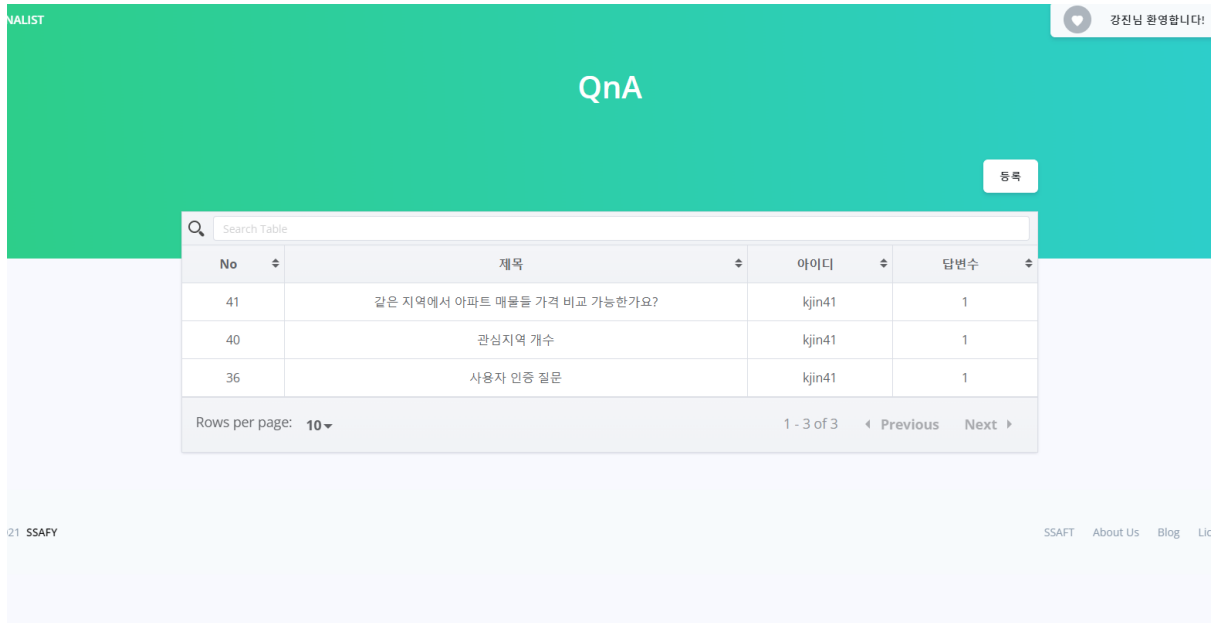 NALIST
강진님 환영합니다!
QnA
등록
Search Table
No 제목 아이디 답변수
41 같은 지역에서 아파트 매물들 가격 비교 가능한가요? kjin41 1
40 관심지역 개수 kjin41 1
36 사용자 인증 질문 kjin41 1
Rows per page: 10 1 - 3 of 3 Previous Next
21 SSAFY SSAFT About Us Blog Lic